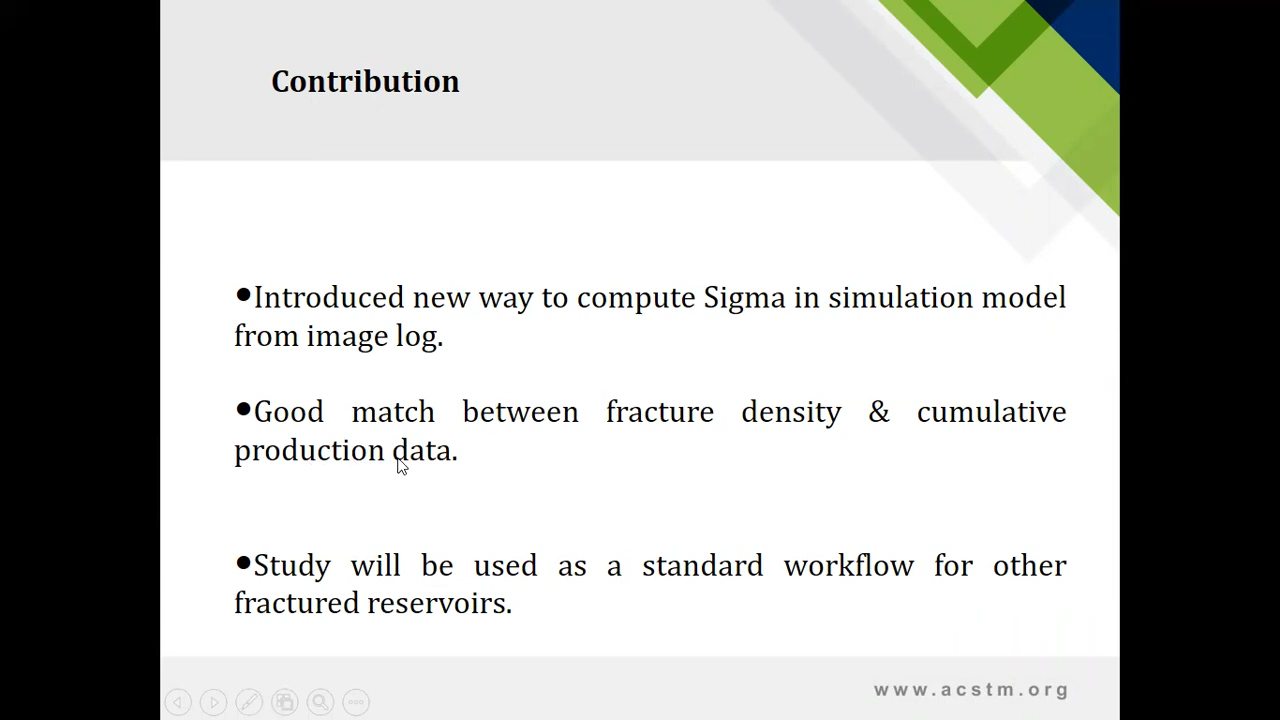 Contribution
•Introduced new way to compute Sigma in simulation model
from image log.
•Good match between fracture density & cumulative
production data.
•Study will be used as a standard workflow for other
fractured reservoirs.
www.acstm.org